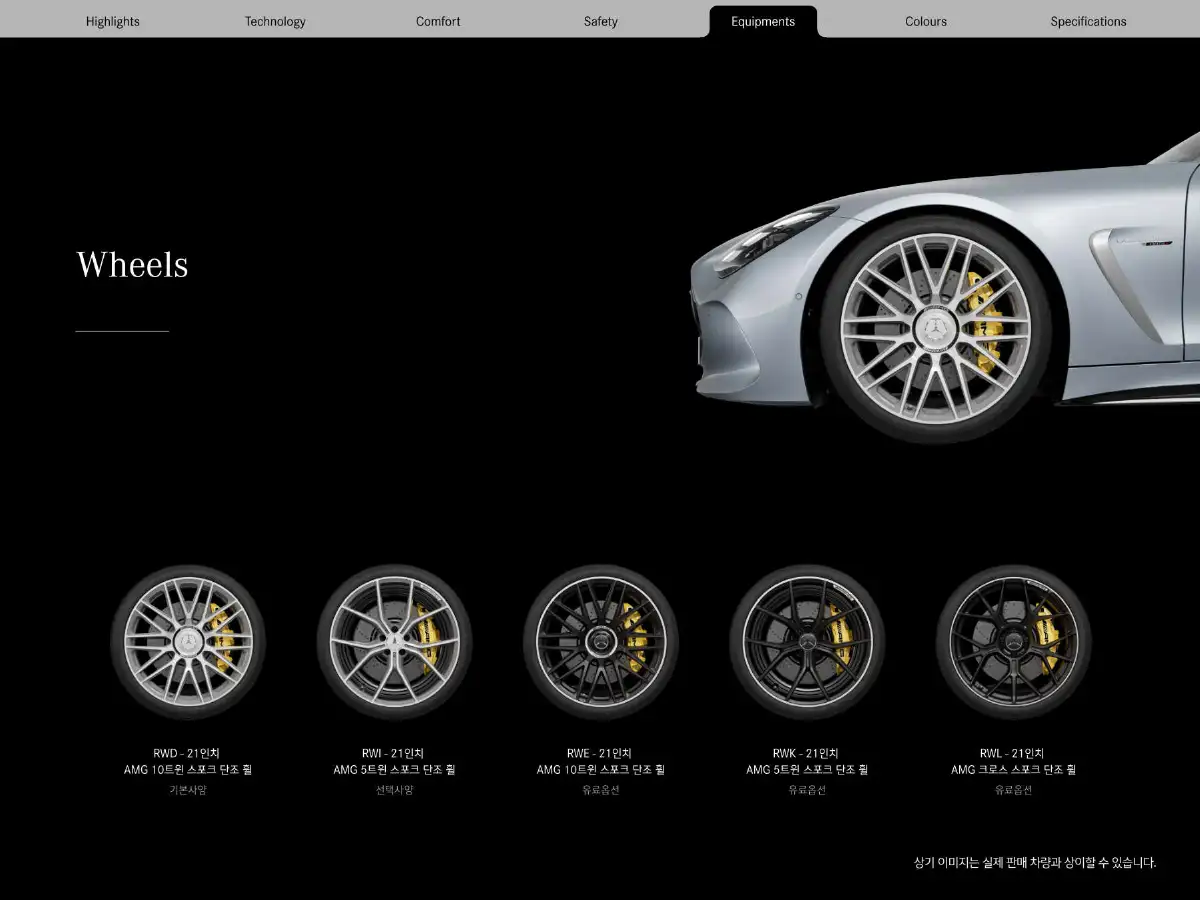 Highlights
Technology
Comfort
Safety
Equipments
Colours
Specifications
Wheels
RWD - 21인치
AMG 10트윈 스포크 단조 휠
기본사양
RWI - 21인치
AMG 5트윈 스포크 단조 휠
선택사양
RWE - 21인치
AMG 10트윈 스포크 단조 휠
유료옵션
RWK - 21인치
AMG 5트윈 스포크 단조 휠
유료옵션
RWL - 21인치
AMG 크로스 스포크 단조 휠
유료옵션
상기 이미지는 실제 판매 차량과 상이할 수 있습니다.